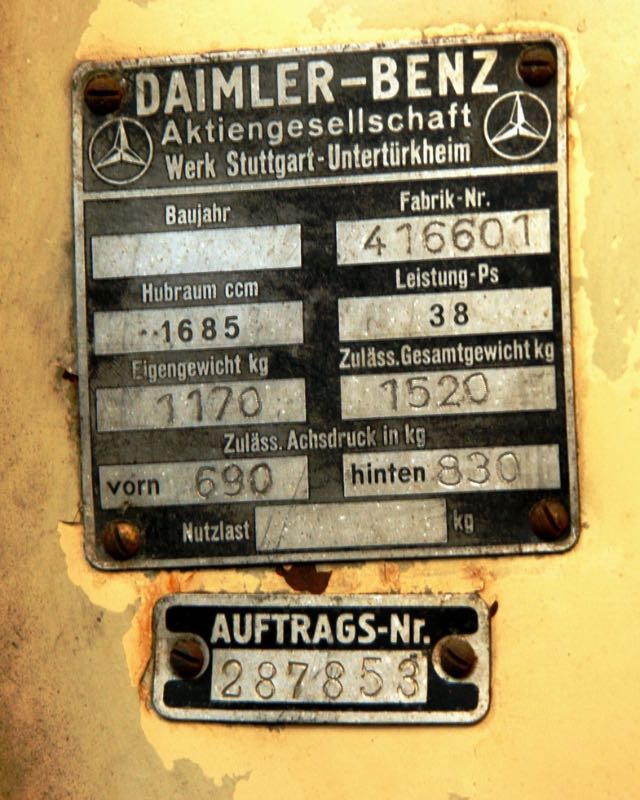 DAIMLER-BENZ
Aktiengesellschaft
Werk Stuttgart-Untertürkheim
Baujahr
Fabrik-Nr.
416601
Hubraum ccm
Leistung-Ps
1685
38
Eigengewicht kg
Zuläss. Gesamtgewicht kg
1170
1520
Zuläss. Achsdruck in kg
vorn 690 hinten 830
Nutzlast kg
AUFTRAGS-Nr.
287853